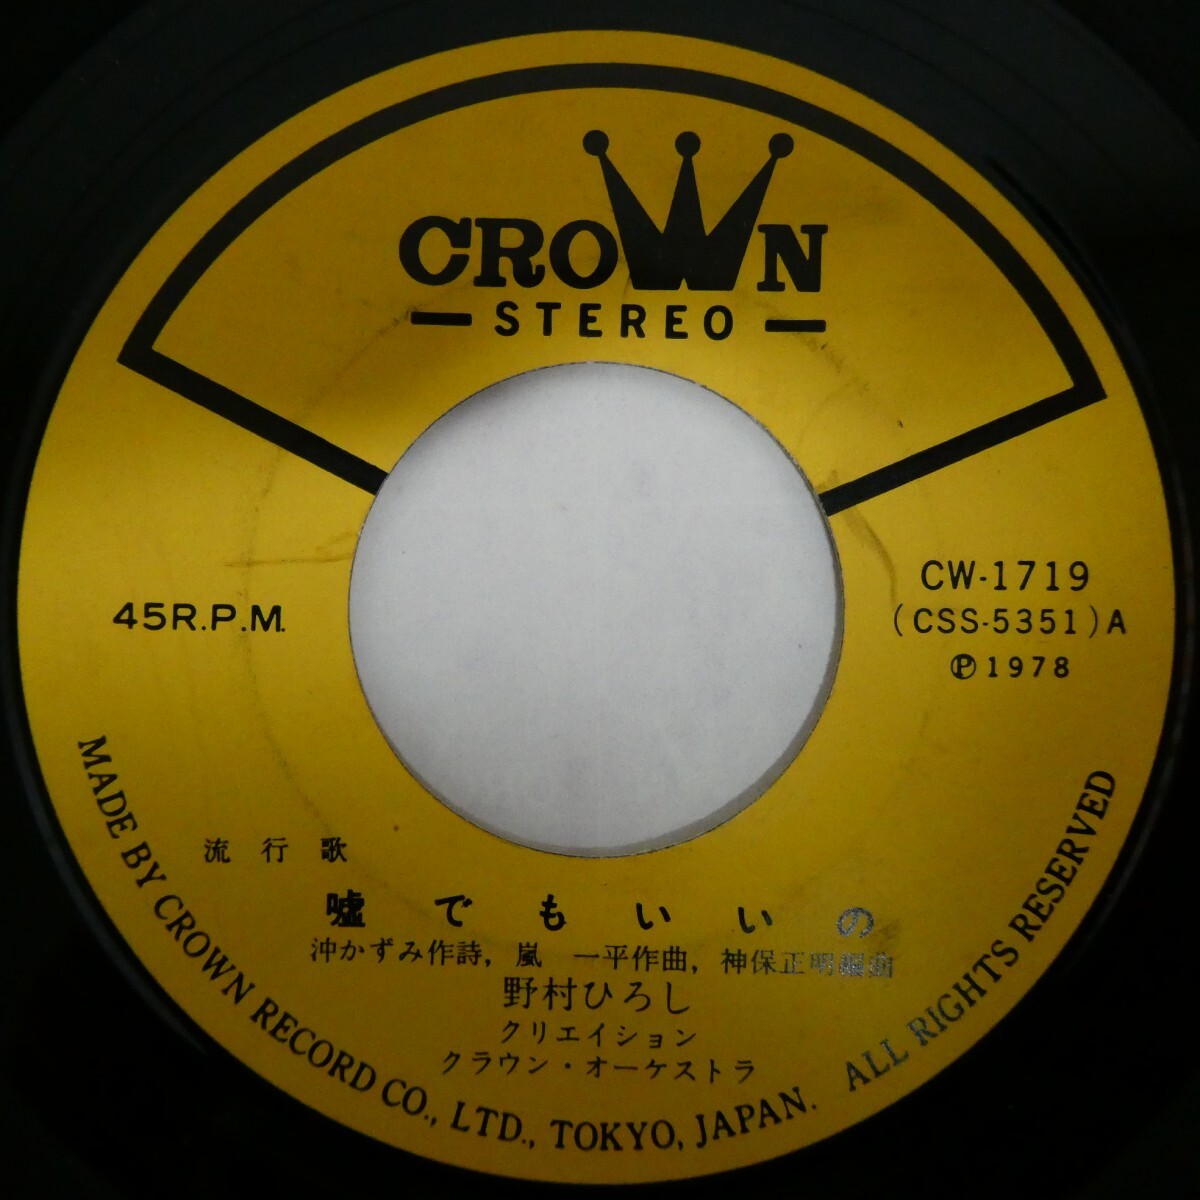 CROWN
STEREO
45R.P.M.
CW-1719
(CSS-5351)A
Ⓟ1978
流行歌
嘘でもいいの
沖かずみ作詩, 嵐 一平作曲, 神保正明編曲
野村ひろし
クリエイション
クラウン・オーケストラ
MADE BY CROWN RECORD CO., LTD., TOKYO, JAPAN. ALL RIGHTS RESERVED